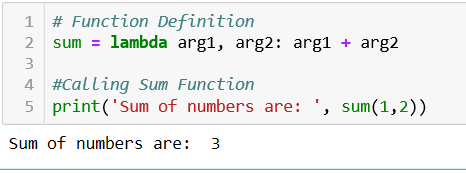 1 # Function Definition
2 sum = lambda arg1, arg2: arg1 + arg2
3
4 #Calling Sum Function
5 print('Sum of numbers are: ', sum(1,2))
Sum of numbers are:  3